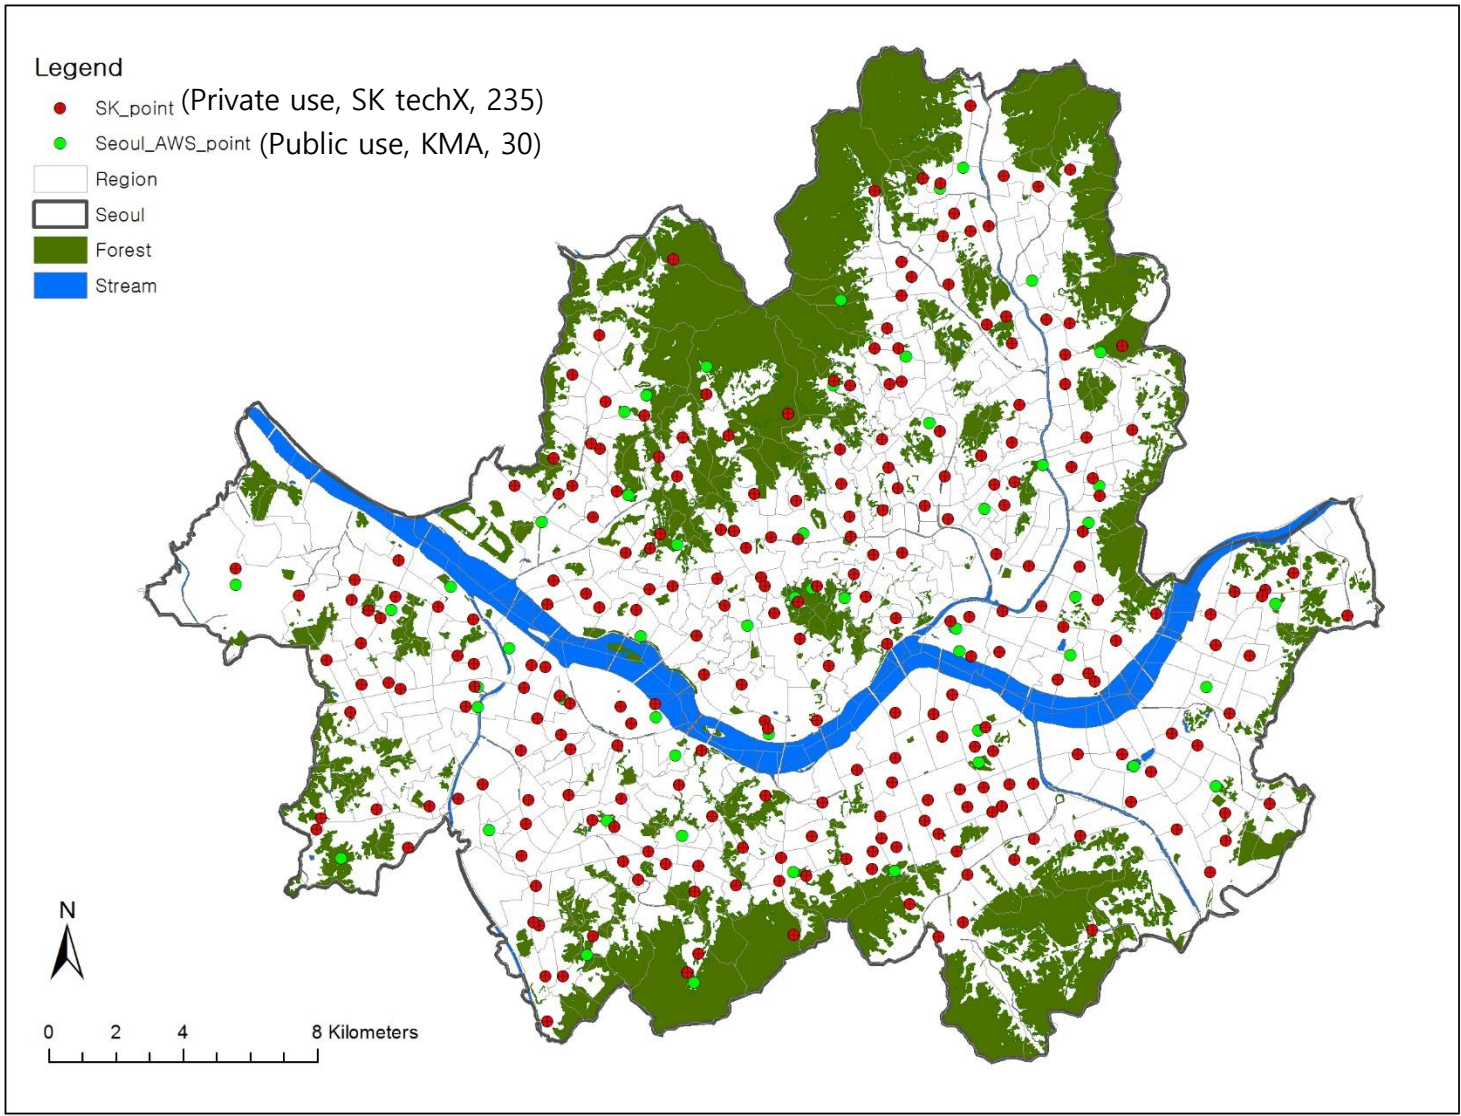 Legend
SK_point (Private use, SK techX, 235)
Seoul_AWS_point (Public use, KMA, 30)
Region
Seoul
Forest
Stream
N
0 2 4 8 Kilometers